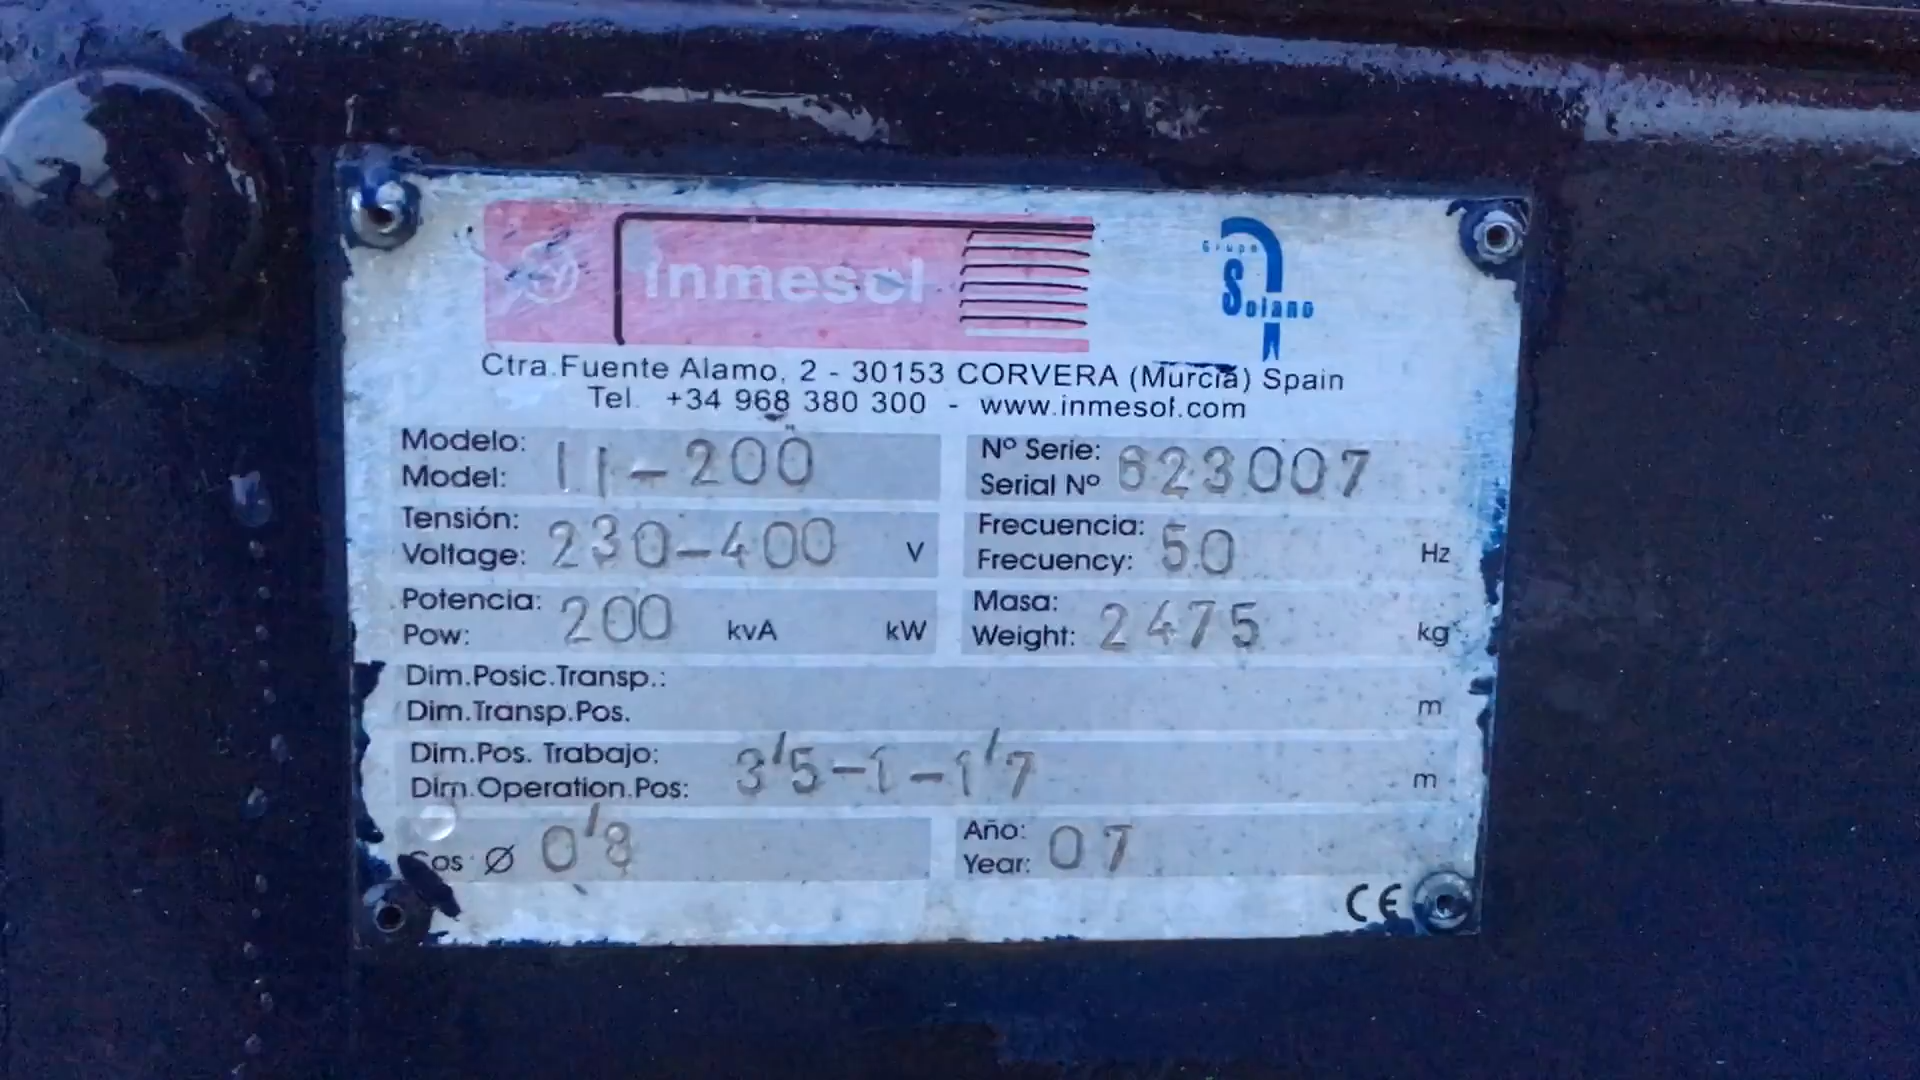 inmesol
Grupo
Solano
Ctra.Fuente Alamo, 2 - 30153 CORVERA (Murcia) Spain
Tel. +34 968 380 300 - www.inmesol.com
Modelo:
Model: II-200
Nº Serie:
Serial Nº 623007
Tensión:
Voltage: 230-400 V
Frecuencia:
Frecuency: 50 Hz
Potencia:
Pow: 200 kvA kW
Masa:
Weight: 2475 kg
Dim.Posic.Transp.:
Dim.Transp.Pos. m
Dim.Pos. Trabajo:
Dim.Operation.Pos: 3'5-1-1'7 m
Cos Ø 0'8
Año:
Year: 07
CE